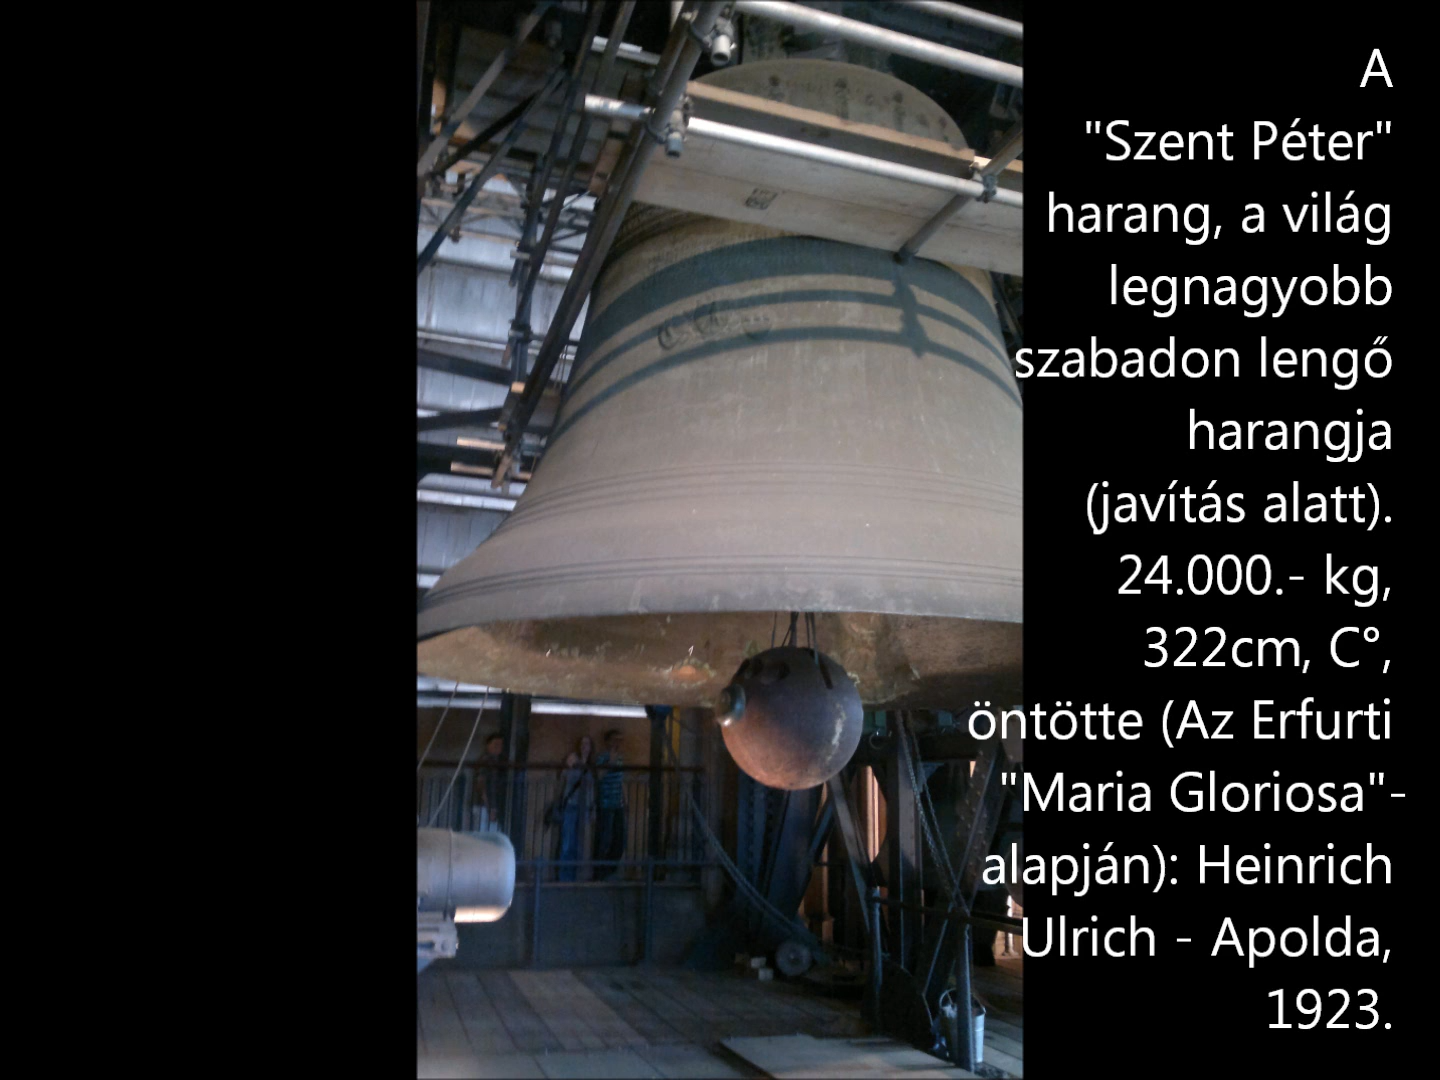 A
"Szent Péter"
harang, a világ
legnagyobb
szabadon lengő
harangja
(javítás alatt).
24.000.- kg,
322cm, C°,
öntötte (Az Erfurti
"Maria Gloriosa"-
alapján): Heinrich
Ulrich - Apolda,
1923.